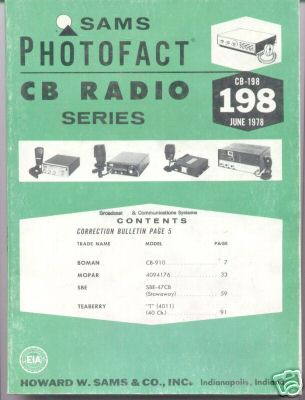 SAMS
PHOTOFACT®
CB RADIO
SERIES
CB-198
198
JUNE 1978
Broadcast & Communications Systems
CONTENTS
CORRECTION BULLETIN PAGE 5
TRADE NAME MODEL PAGE
BOMAN CB-910 7
MOPAR 4094176 33
SBE SBE-47CB
(Stowaway) 59
TEABERRY "T" (4011)
(40 Ch.) 91
EIA
HOWARD W. SAMS & CO., INC. Indianapolis, Indiana